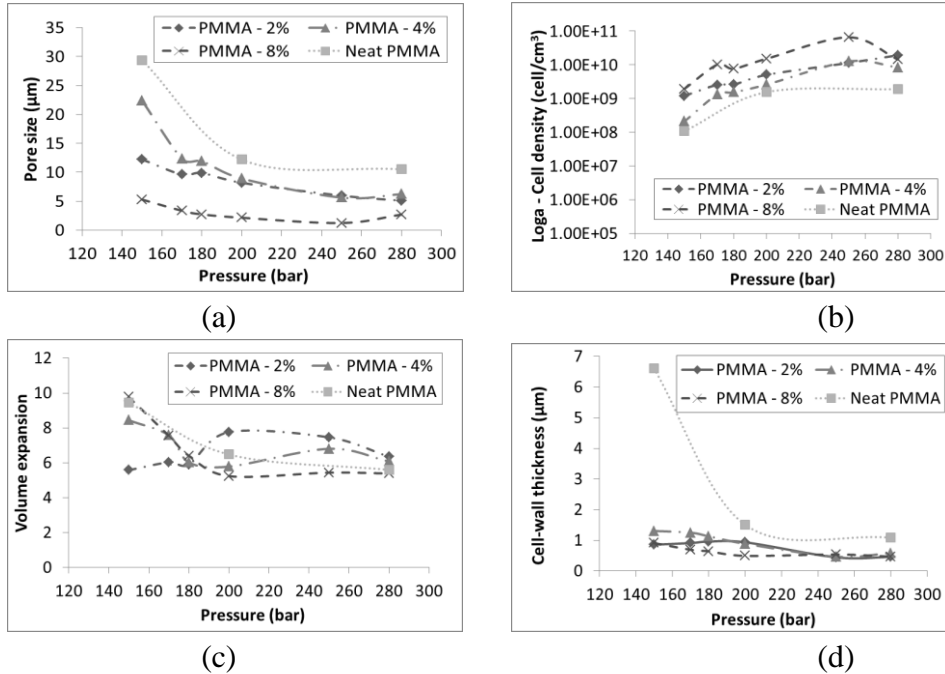 PMMA - 2% PMMA - 4%
PMMA - 8% Neat PMMA
35
30
25
20
15
10
5
0
Pore size (µm)
120 140 160 180 200 220 240 260 280 300
Pressure (bar)
(a)
1.00E+11
1.00E+10
1.00E+09
1.00E+08
1.00E+07
1.00E+06
1.00E+05
Loga - Cell density (cell/cm³)
PMMA - 2% PMMA - 4%
PMMA - 8% Neat PMMA
120 140 160 180 200 220 240 260 280 300
Pressure (bar)
(b)
12
10
8
6
4
2
0
Volume expansion
PMMA - 2% PMMA - 4%
PMMA - 8% Neat PMMA
120 140 160 180 200 220 240 260 280 300
Pressure (bar)
(c)
7
6
5
4
3
2
1
0
Cell-wall thickness (µm)
PMMA - 2% PMMA - 4%
PMMA - 8% Neat PMMA
120 140 160 180 200 220 240 260 280 300
Pressure (bar)
(d)